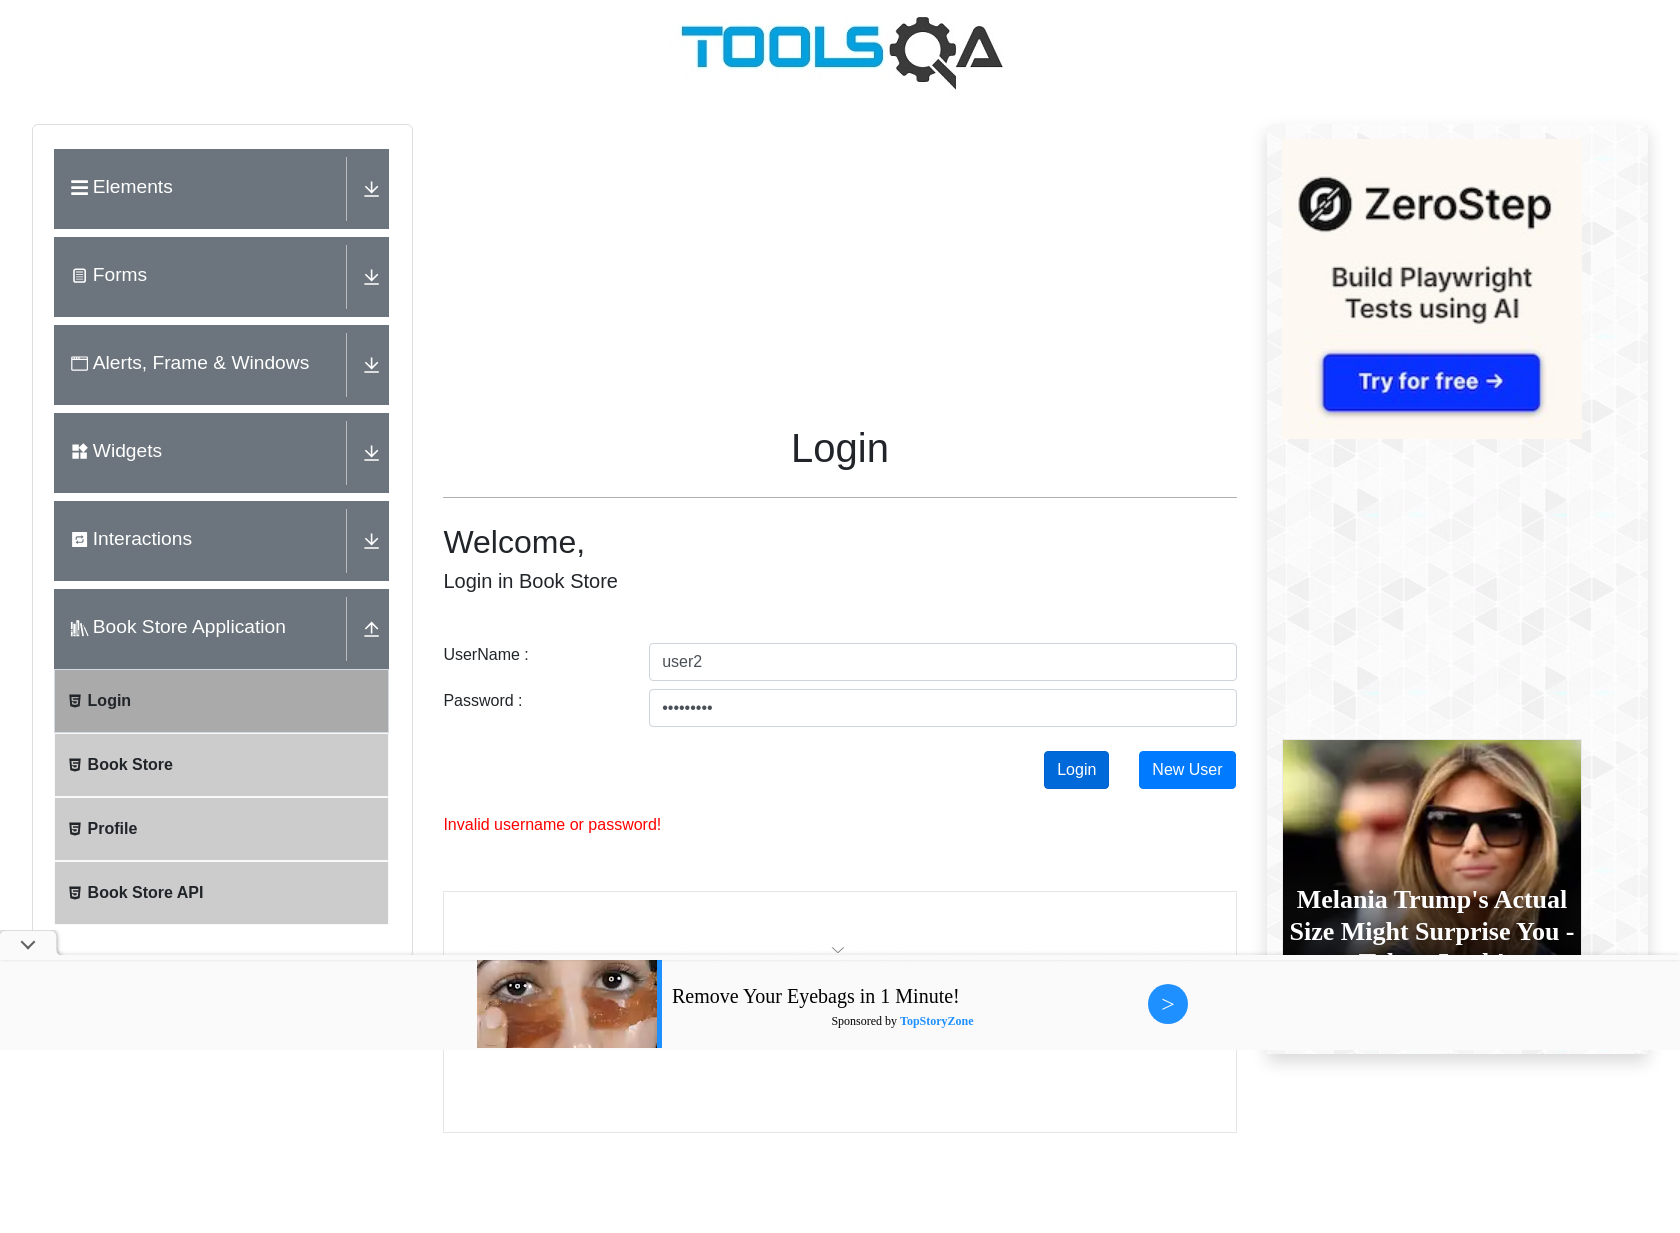 TOOLSQA
Elements
Forms
Alerts, Frame & Windows
Widgets
Interactions
Book Store Application
Login
Book Store
Profile
Book Store API
Login
Welcome,
Login in Book Store
UserName :
user2
Password :
•••••••••
Login
New User
Invalid username or password!
ZeroStep
Build Playwright
Tests using AI
Try for free →
Melania Trump's Actual
Size Might Surprise You -
Remove Your Eyebags in 1 Minute!
Sponsored by TopStoryZone
>